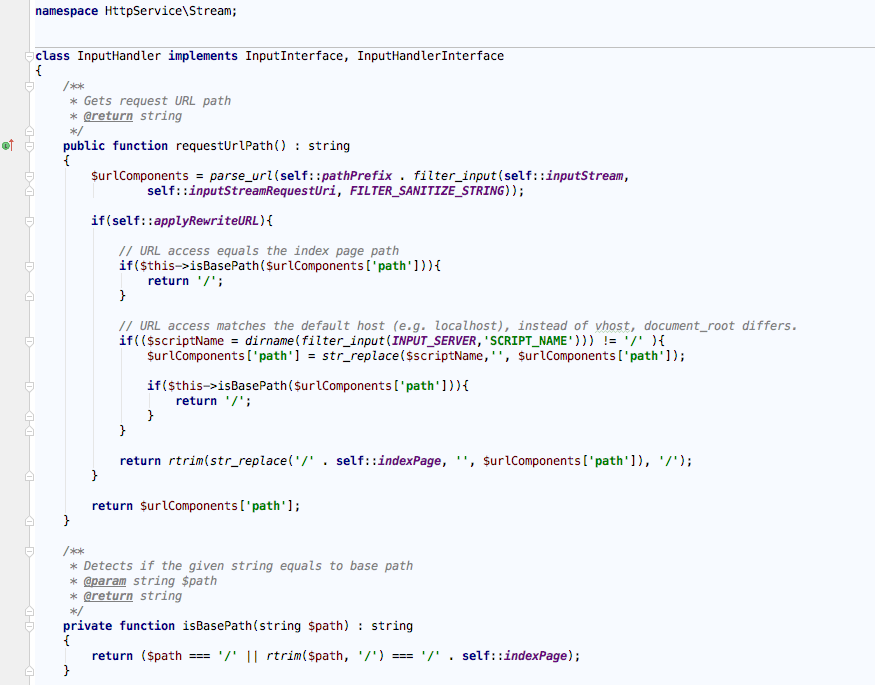 namespace HttpService\Stream;
class InputHandler implements InputInterface, InputHandlerInterface
{
/**
* Gets request URL path
* @return string
*/
public function requestUrlPath() : string
{
$urlComponents = parse_url(self::pathPrefix . filter_input(self::inputStream,
self::inputStreamRequestUri, FILTER_SANITIZE_STRING));
if(self::applyRewriteURL){
// URL access equals the index page path
if($this->isBasePath($urlComponents['path'])){
return '/';
}
// URL access matches the default host (e.g. localhost), instead of vhost, document_root differs.
if(($scriptName = dirname(filter_input(INPUT_SERVER,'SCRIPT_NAME'))) != '/' ){
$urlComponents['path'] = str_replace($scriptName,'', $urlComponents['path']);
if($this->isBasePath($urlComponents['path'])){
return '/';
}
}
return rtrim(str_replace('/' . self::indexPage, '', $urlComponents['path']), '/');
}
return $urlComponents['path'];
}
/**
* Detects if the given string equals to base path
* @param string $path
* @return string
*/
private function isBasePath(string $path) : string
{
return ($path === '/' || rtrim($path, '/') === '/' . self::indexPage);
}